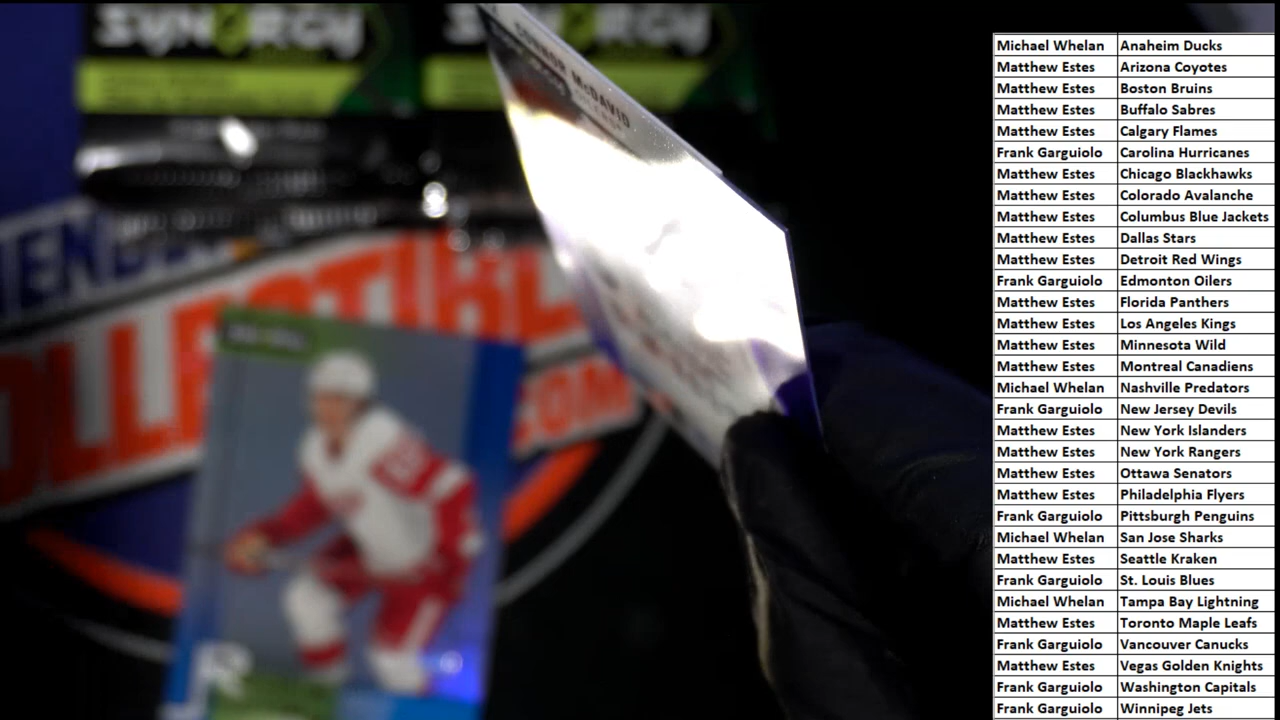 SYNERGY
SYNERGY
CONNOR McDAVID
COM
Michael Whelan Anaheim Ducks
Matthew Estes Arizona Coyotes
Matthew Estes Boston Bruins
Matthew Estes Buffalo Sabres
Matthew Estes Calgary Flames
Frank Garguiolo Carolina Hurricanes
Matthew Estes Chicago Blackhawks
Matthew Estes Colorado Avalanche
Matthew Estes Columbus Blue Jackets
Matthew Estes Dallas Stars
Matthew Estes Detroit Red Wings
Frank Garguiolo Edmonton Oilers
Matthew Estes Florida Panthers
Matthew Estes Los Angeles Kings
Matthew Estes Minnesota Wild
Matthew Estes Montreal Canadiens
Michael Whelan Nashville Predators
Frank Garguiolo New Jersey Devils
Matthew Estes New York Islanders
Matthew Estes New York Rangers
Matthew Estes Ottawa Senators
Matthew Estes Philadelphia Flyers
Frank Garguiolo Pittsburgh Penguins
Michael Whelan San Jose Sharks
Matthew Estes Seattle Kraken
Frank Garguiolo St. Louis Blues
Michael Whelan Tampa Bay Lightning
Matthew Estes Toronto Maple Leafs
Frank Garguiolo Vancouver Canucks
Matthew Estes Vegas Golden Knights
Frank Garguiolo Washington Capitals
Frank Garguiolo Winnipeg Jets